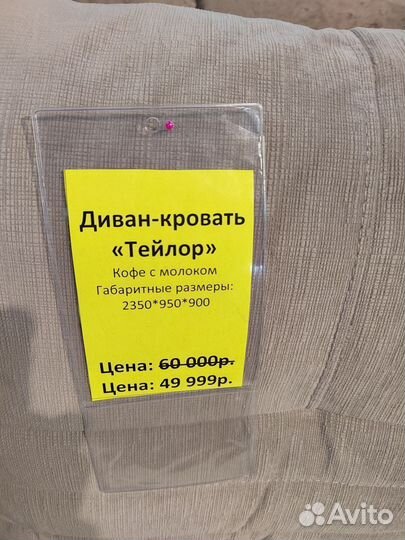 Диван-кровать
«Тейлор»
Кофе с молоком
Габаритные размеры:
2350*950*900
Цена: 60 000р.
Цена: 49 999р.
Avito